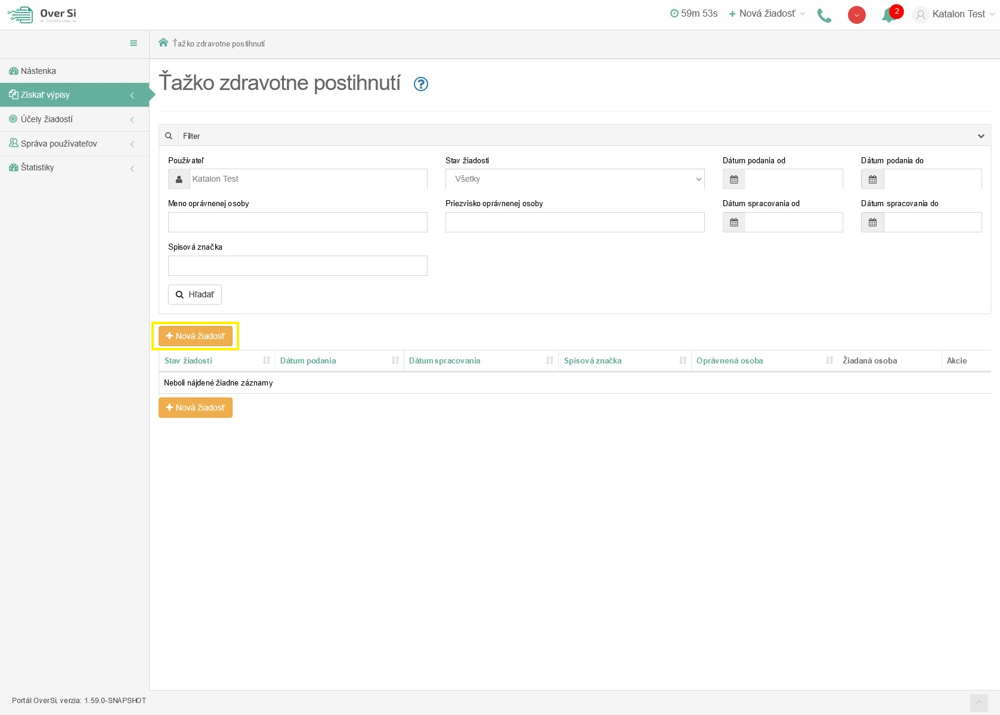 Over Si
Centrálne údaje
59m 53s
Nová žiadosť
2
Katalon Test
Ťažko zdravotne postihnutí
Nástenka
Získať výpisy
Účely žiadostí
Správa používateľov
Štatistiky
Ťažko zdravotne postihnutí
Filter
Používateľ
Stav žiadosti
Dátum podania od
Dátum podania do
Katalon Test
Všetky
Meno oprávnenej osoby
Priezvisko oprávnenej osoby
Dátum spracovania od
Dátum spracovania do
Spisová značka
Hľadať
Nová žiadosť
Stav žiadosti Dátum podania Dátum spracovania Spisová značka Oprávnená osoba Žiadaná osoba Akcie
Neboli nájdené žiadne záznamy
Nová žiadosť
Portál OverSi, verzia: 1.59.0-SNAPSHOT